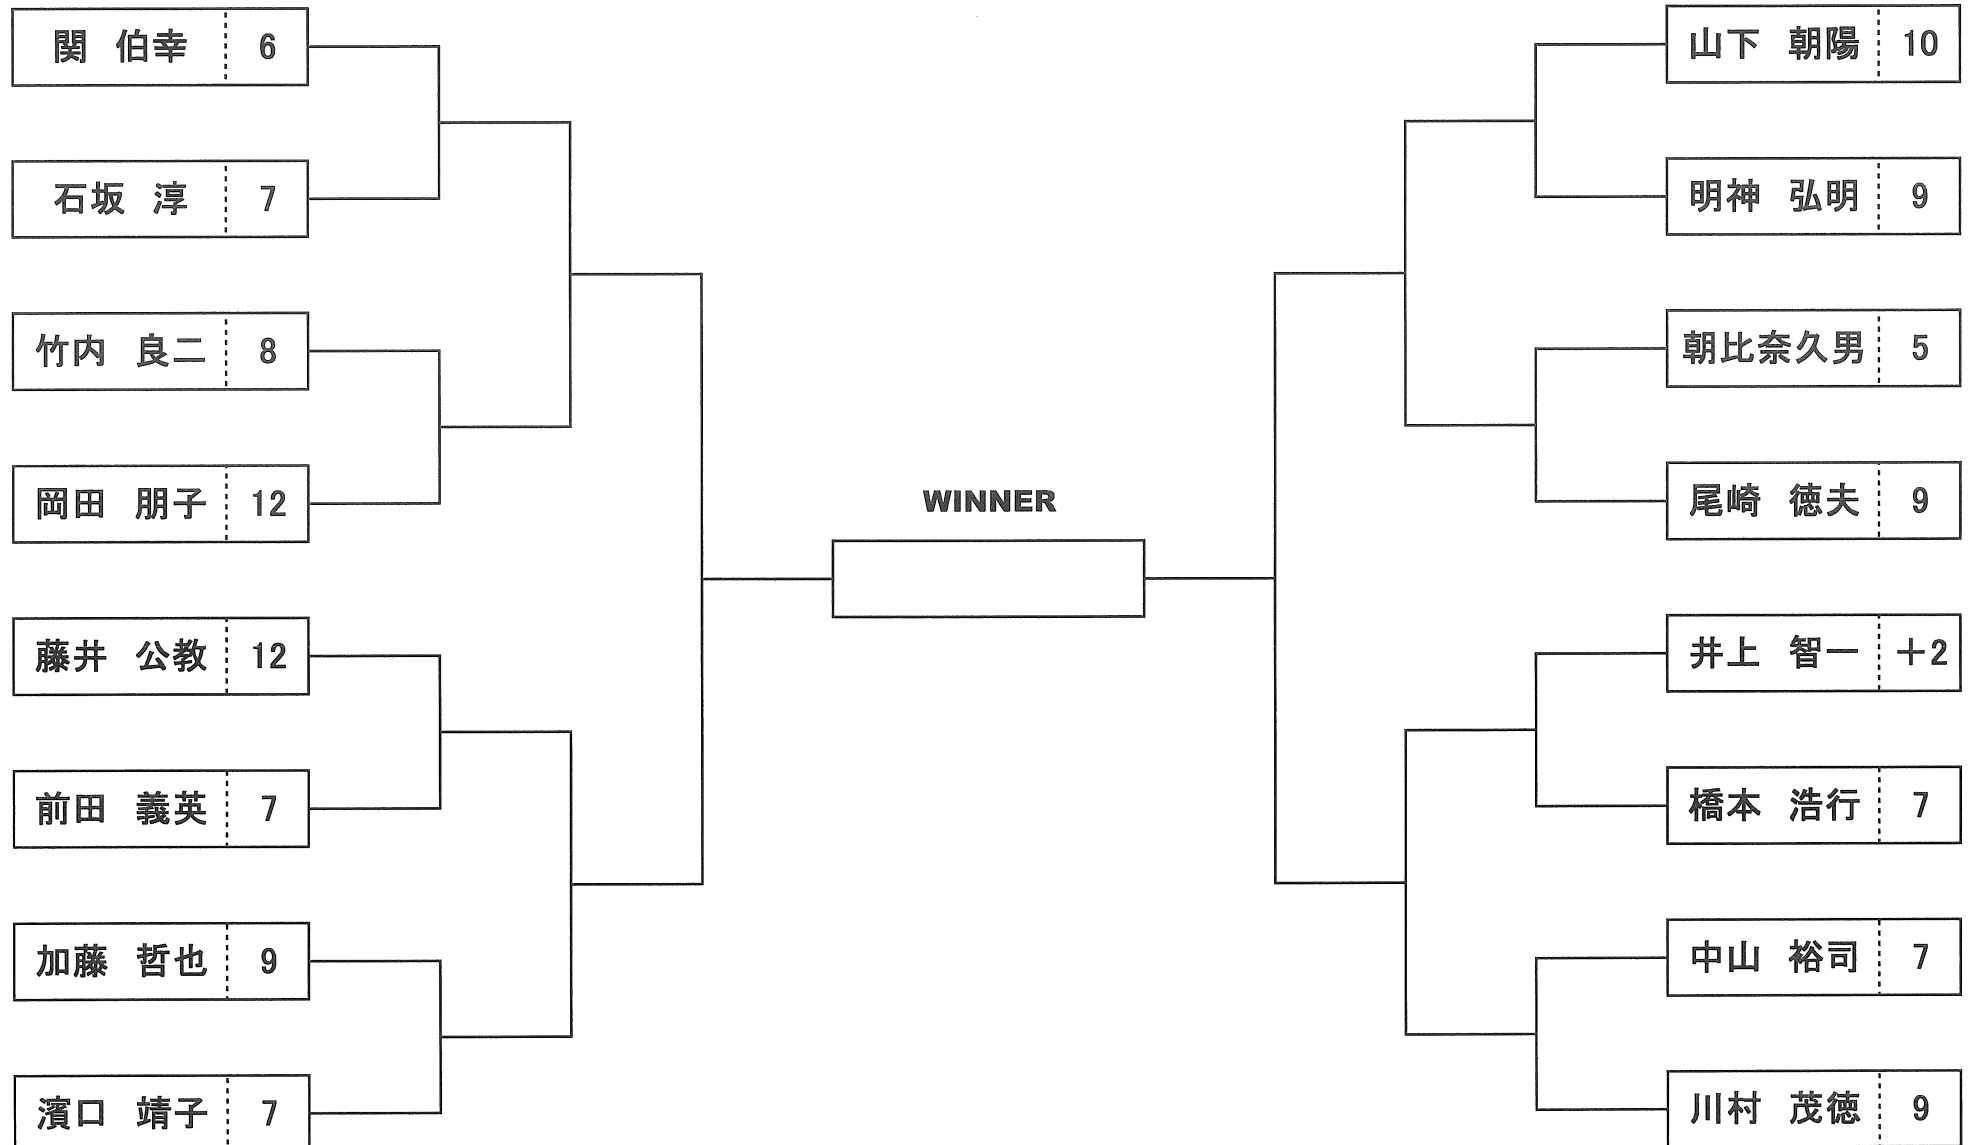 関 伯幸 6
石坂 淳 7
竹内 良二 8
岡田 朋子 12
藤井 公教 12
前田 義英 7
加藤 哲也 9
濱口 靖子 7
WINNER
山下 朝陽 10
明神 弘明 9
朝比奈久男 5
尾崎 徳夫 9
井上 智一 +2
橋本 浩行 7
中山 裕司 7
川村 茂徳 9